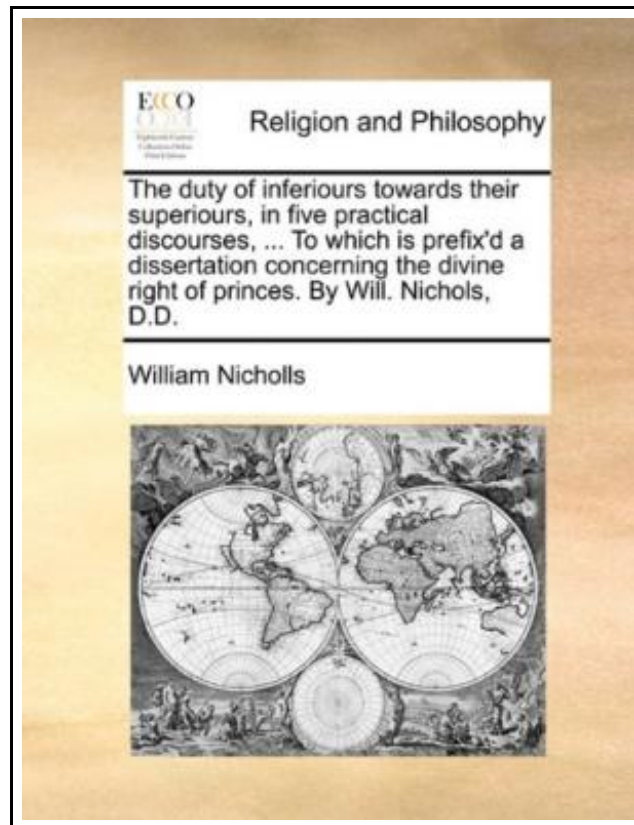 ECCO
Religion and Philosophy
The duty of inferiours towards their
superiours, in five practical
discourses, ... To which is prefix'd a
dissertation concerning the divine
right of princes. By Will. Nichols,
D.D.
William Nicholls